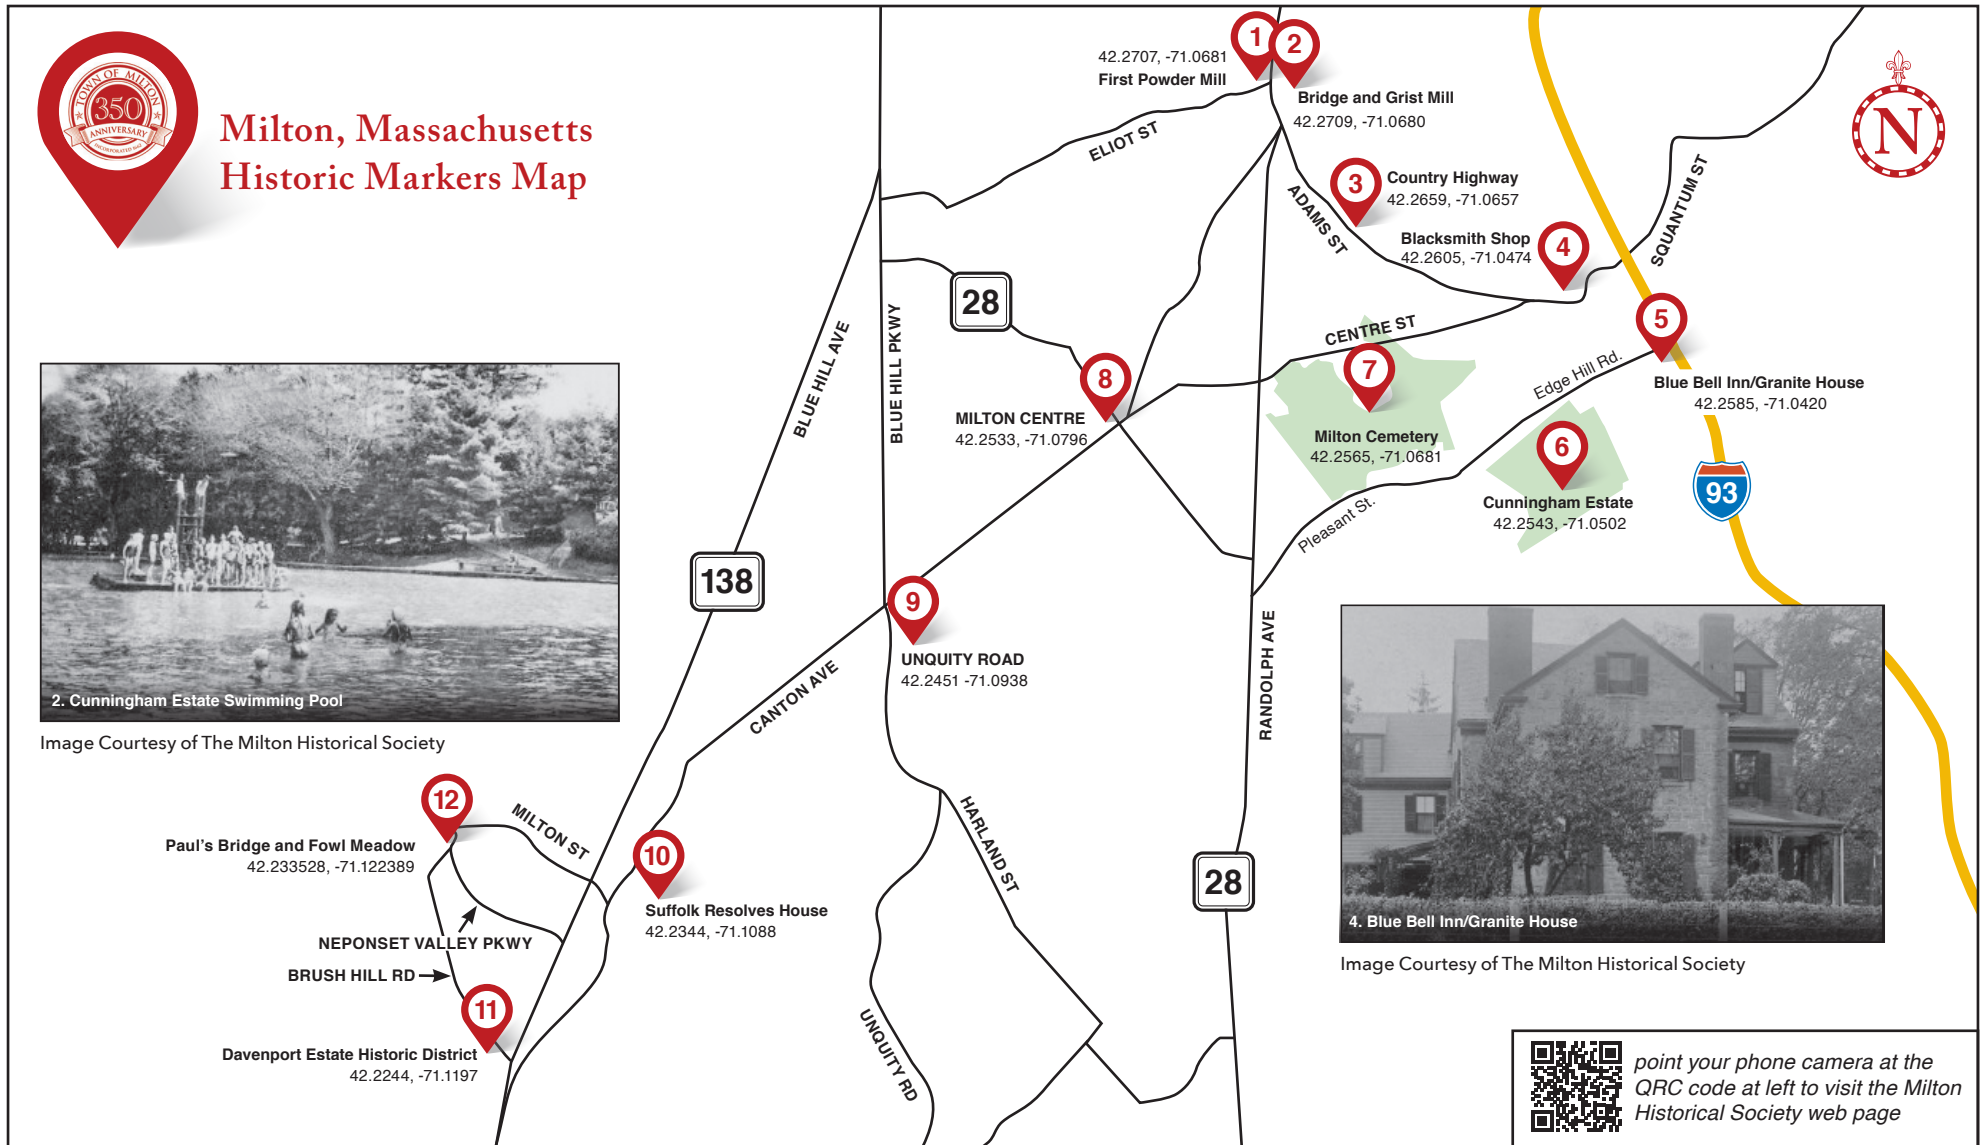 TOWN OF MILTON
350
ANNIVERSARY
INCORPORATED 1662
Milton, Massachusetts
Historic Markers Map
1
2
42.2707, -71.0681
First Powder Mill
Bridge and Grist Mill
42.2709, -71.0680
ELIOT ST
3
Country Highway
42.2659, -71.0657
ADAMS ST
Blacksmith Shop
42.2605, -71.0474
4
SQUANTUM ST
N
28
BLUE HILL AVE
BLUE HILL PKWY
CENTRE ST
5
Blue Bell Inn/Granite House
42.2585, -71.0420
Edge Hill Rd.
7
Milton Cemetery
42.2565, -71.0681
8
MILTON CENTRE
42.2533, -71.0796
6
Cunningham Estate
42.2543, -71.0502
93
Pleasant St.
138
9
UNQUITY ROAD
42.2451 -71.0938
CANTON AVE
RANDOLPH AVE
2. Cunningham Estate Swimming Pool
Image Courtesy of The Milton Historical Society
12
MILTON ST
Paul's Bridge and Fowl Meadow
42.233528, -71.122389
10
Suffolk Resolves House
42.2344, -71.1088
HARLAND ST
28
NEPONSET VALLEY PKWY
BRUSH HILL RD
11
Davenport Estate Historic District
42.2244, -71.1197
UNQUITY RD
4. Blue Bell Inn/Granite House
Image Courtesy of The Milton Historical Society
point your phone camera at the
QRC code at left to visit the Milton
Historical Society web page